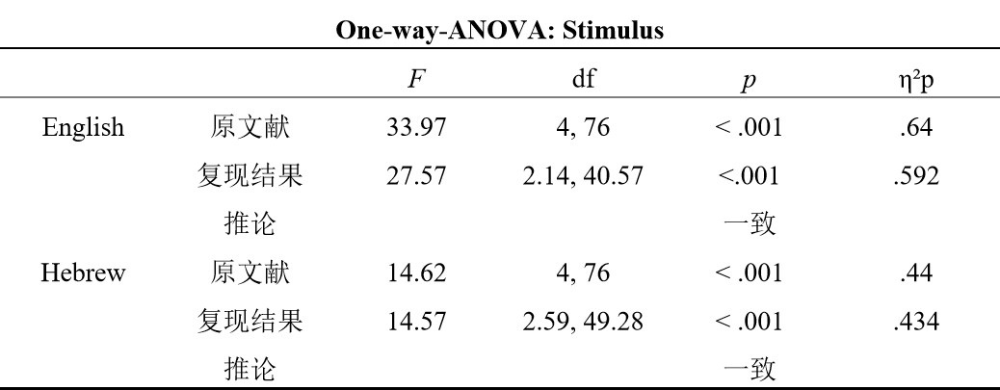 One-way-ANOVA: Stimulus
F df p η²p
English 原文献 33.97 4, 76 < .001 .64
复现结果 27.57 2.14, 40.57 <.001 .592
推论 一致
Hebrew 原文献 14.62 4, 76 < .001 .44
复现结果 14.57 2.59, 49.28 < .001 .434
推论 一致